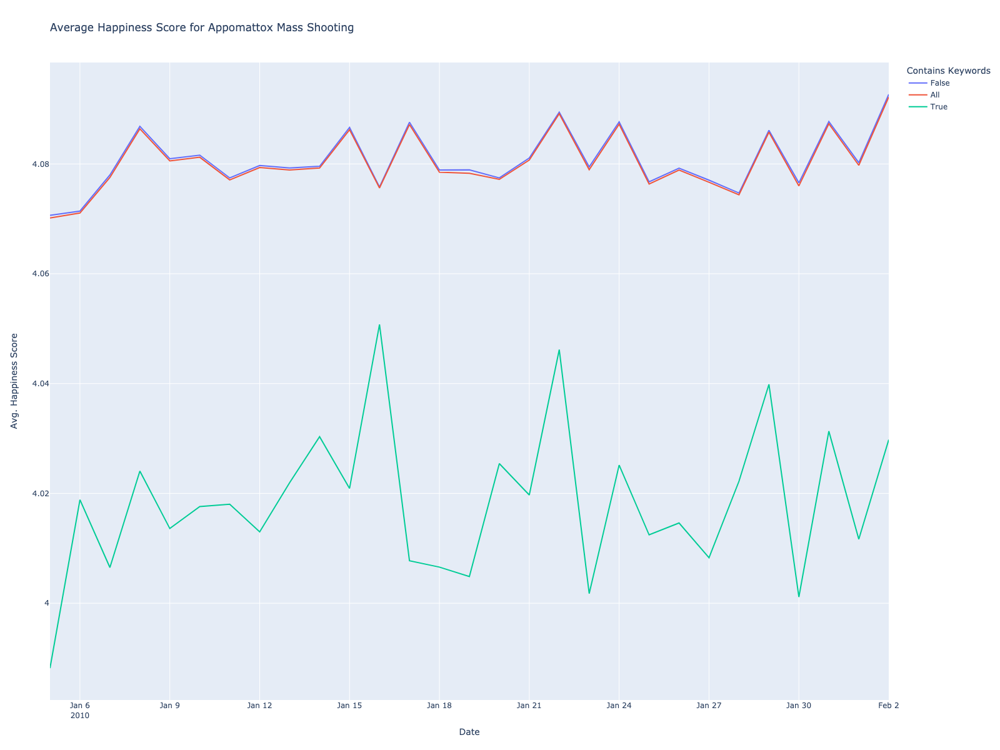 Average Happiness Score for Appomattox Mass Shooting
Contains Keywords
False
All
True
4.08
4.06
4.04
4.02
4
Avg. Happiness Score
Jan 6
2010
Jan 9
Jan 12
Jan 15
Jan 18
Jan 21
Jan 24
Jan 27
Jan 30
Feb 2
Date